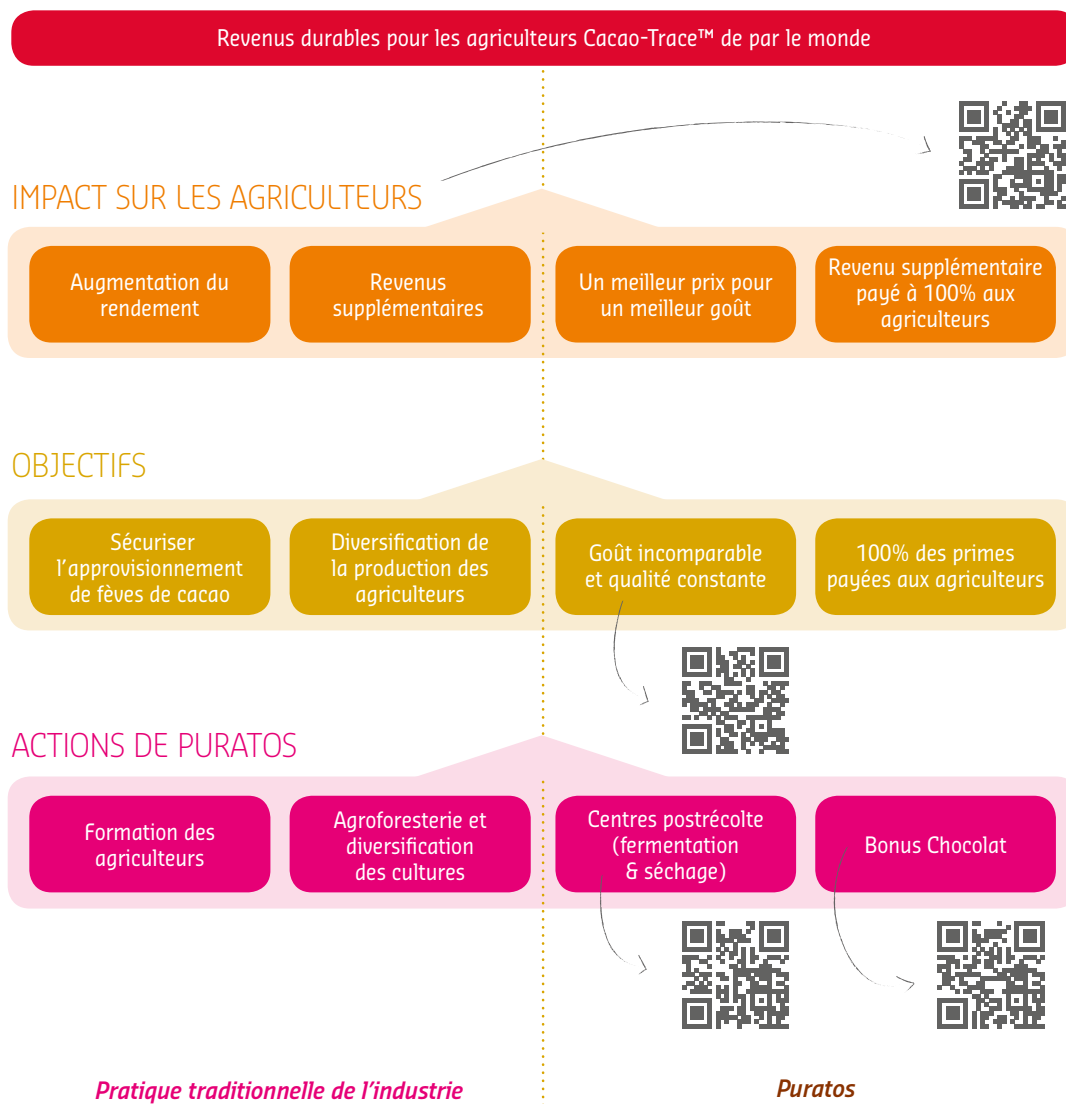 Revenus durables pour les agriculteurs Cacao-Trace™ de par le monde
IMPACT SUR LES AGRICULTEURS
Augmentation du
rendement
Revenus
supplémentaires
Un meilleur prix pour
un meilleur goût
Revenu supplémentaire
payé à 100% aux
agriculteurs
OBJECTIFS
Sécuriser
l’approvisionnement
de fèves de cacao
Diversification de
la production des
agriculteurs
Goût incomparable
et qualité constante
100% des primes
payées aux agriculteurs
ACTIONS DE PURATOS
Formation des
agriculteurs
Agroforesterie et
diversification
des cultures
Centres postrécolte
(fermentation
& séchage)
Bonus Chocolat
Pratique traditionnelle de l’industrie
Puratos